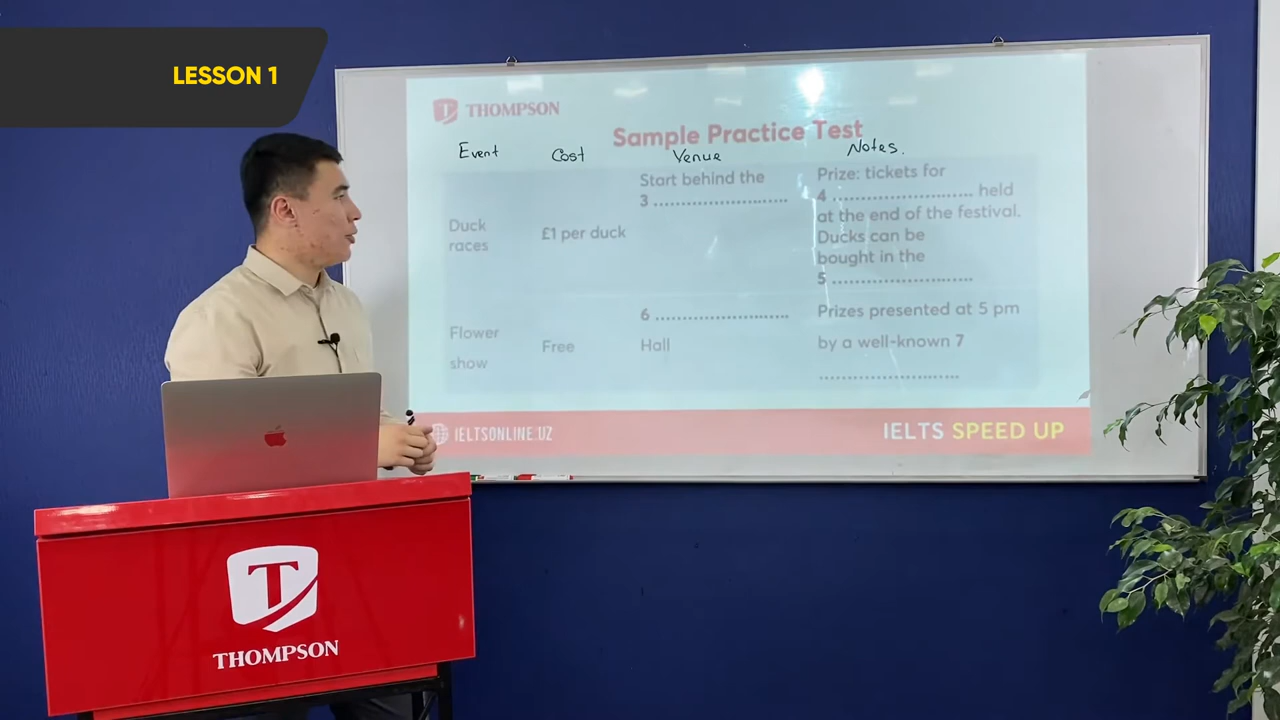 LESSON 1
THOMPSON
Sample Practice Test
Event Cost Venue Notes.
Duck
races
£1 per duck
Start behind the
3 ...........................
Prize: tickets for
4 ........................... held
at the end of the festival.
Ducks can be
bought in the
5 ...........................
Flower
show
Free
6 ...........................
Hall
Prizes presented at 5 pm
by a well-known 7
...........................
IELTSONLINE.UZ
IELTS SPEED UP
T
THOMPSON